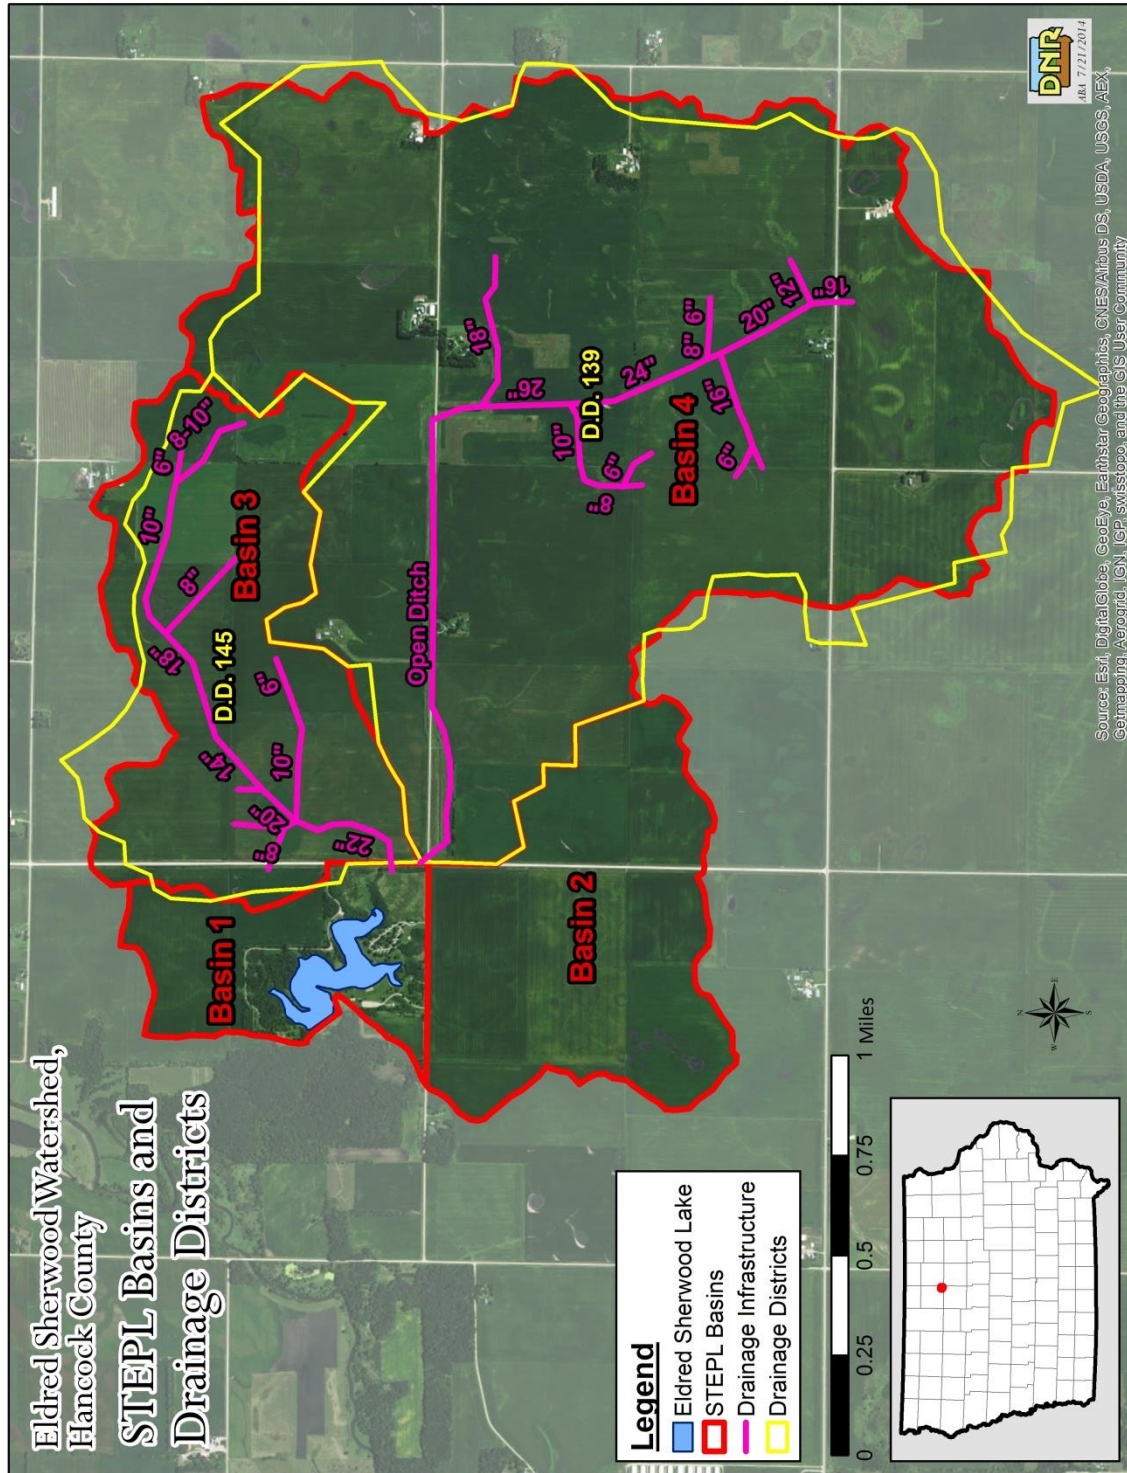 Eldred Sherwood Watershed,
Hancock County
STEPL Basins and
Drainage Districts
DNR
ABA 7/21/2014
Basin 1
Basin 2
Basin 3
Basin 4
D.D. 145
D.D. 139
Open Ditch
8"
20"
22"
14"
10"
6"
18"
8"
10"
6"
8-10"
18"
26"
10"
8"
6"
24"
8"
6"
16"
6"
20"
12"
16"
Legend
Eldred Sherwood Lake
STEPL Basins
Drainage Infrastructure
Drainage Districts
0
0.25
0.5
0.75
1 Miles
N
W
E
S
Source: Esri, DigitalGlobe, GeoEye, Earthstar Geographics, CNES/Airbus DS, USDA, USGS, AEX,
Getmapping, Aerogrid, IGN, IGP, swisstopo, and the GIS User Community